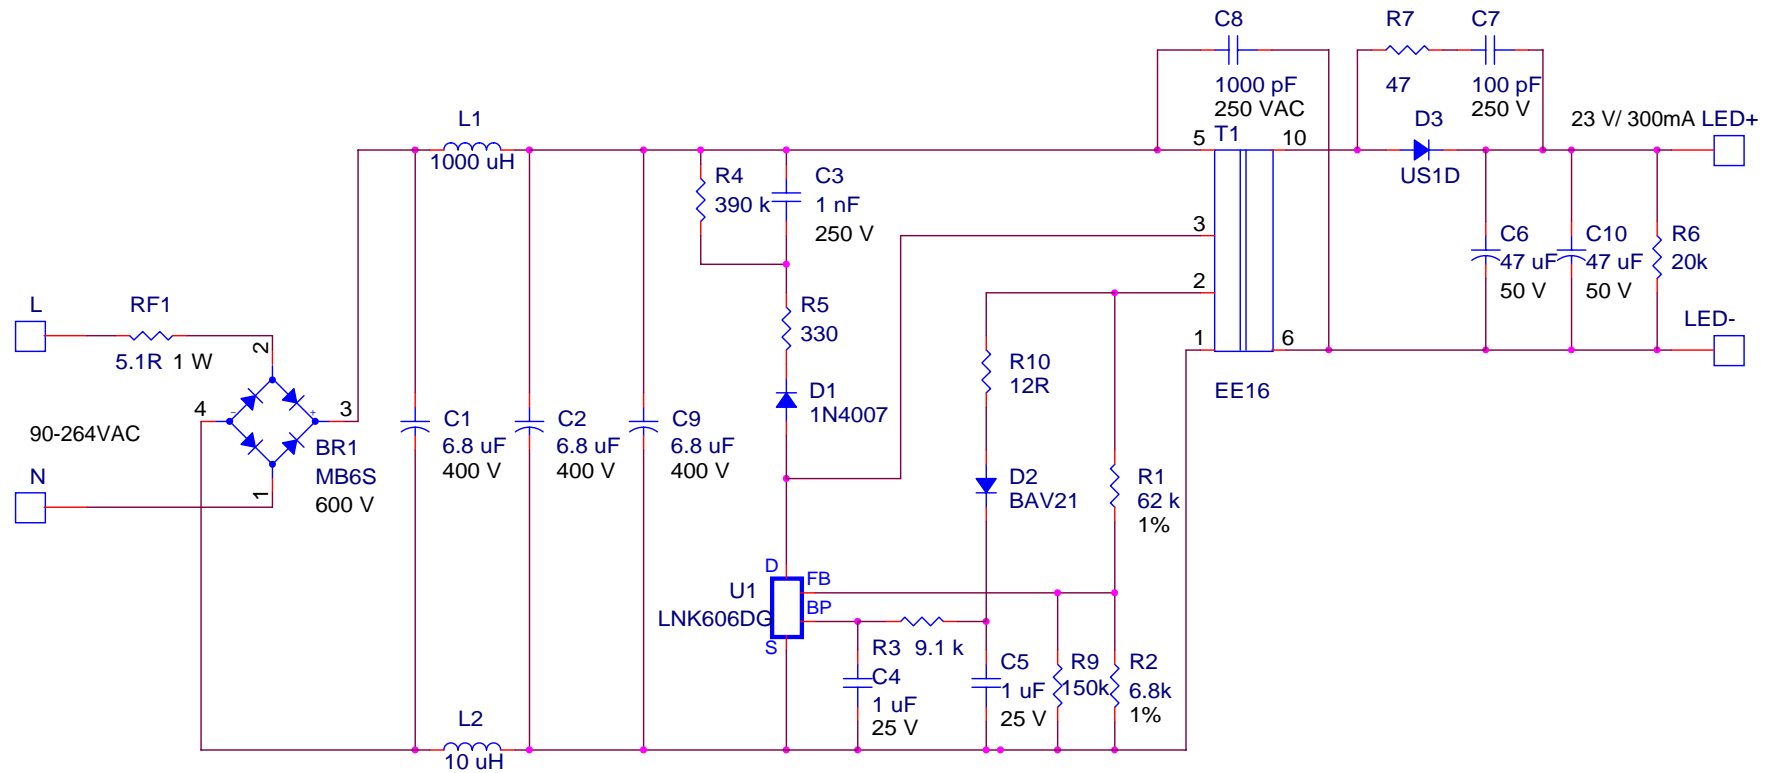 C8
1000 pF
250 VAC
R7
47
C7
100 pF
250 V
L1
1000 uH
T1
5
10
D3
US1D
23 V/ 300mA LED+
R4
390 k
C3
1 nF
250 V
3
2
1
6
EE16
C6
47 uF
50 V
C10
47 uF
50 V
R6
20k
LED-
L
RF1
5.1R 1 W
2
4
-
+
3
90-264VAC
BR1
MB6S
600 V
N
1
C1
6.8 uF
400 V
C2
6.8 uF
400 V
C9
6.8 uF
400 V
R5
330
D1
1N4007
R10
12R
D2
BAV21
R1
62 k
1%
D
FB
U1
BP
LNK606DG
S
R3 9.1 k
C4
1 uF
25 V
C5
1 uF
25 V
R9
150k
R2
6.8k
1%
L2
10 uH